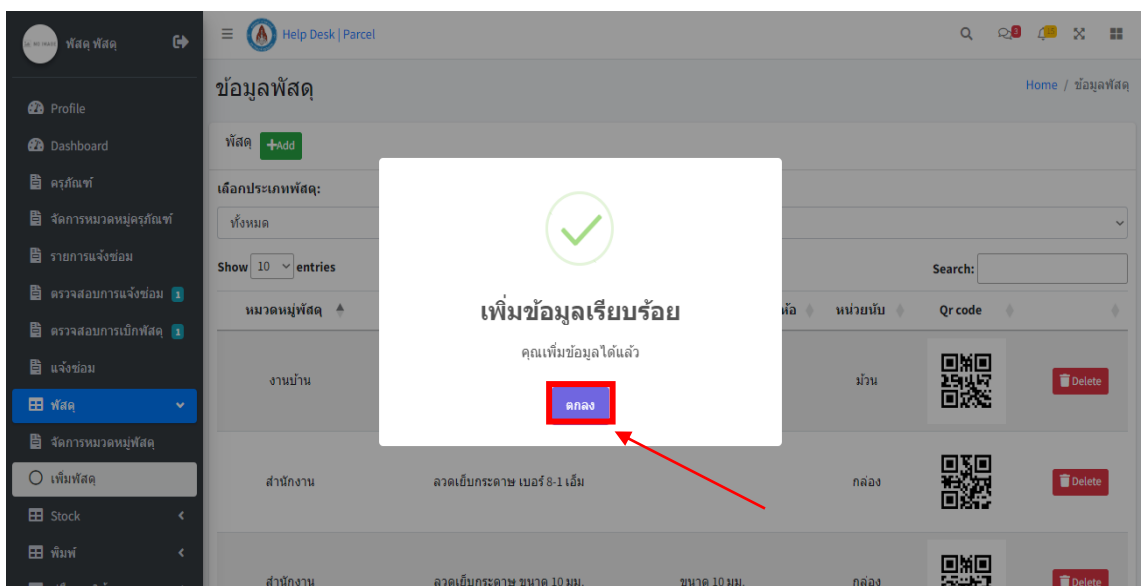 พัสดุ พัสดุ
Help Desk | Parcel
3
15
ข้อมูลพัสดุ
Home / ข้อมูลพัสดุ
Profile
Dashboard
ครุภัณฑ์
จัดการหมวดหมู่ครุภัณฑ์
รายการแจ้งซ่อม
ตรวจสอบการแจ้งซ่อม 1
ตรวจสอบการเบิกพัสดุ 1
แจ้งซ่อม
พัสดุ
จัดการหมวดหมู่พัสดุ
เพิ่มพัสดุ
Stock
พิมพ์
พัสดุ +Add
เลือกประเภทพัสดุ:
ทั้งหมด
Show 10 entries
Search:
หมวดหมู่พัสดุ
หน่วยนับ
Qr code
งานบ้าน
ม้วน
Delete
สำนักงาน
ลวดเย็บกระดาษ เบอร์ 8-1 เอ็ม
กล่อง
Delete
สำนักงาน
ลวดเย็บกระดาษ ขนาด 10 มม.
ขนาด 10 มม.
กล่อง
Delete
เพิ่มข้อมูลเรียบร้อย
คุณเพิ่มข้อมูลได้แล้ว
ตกลง